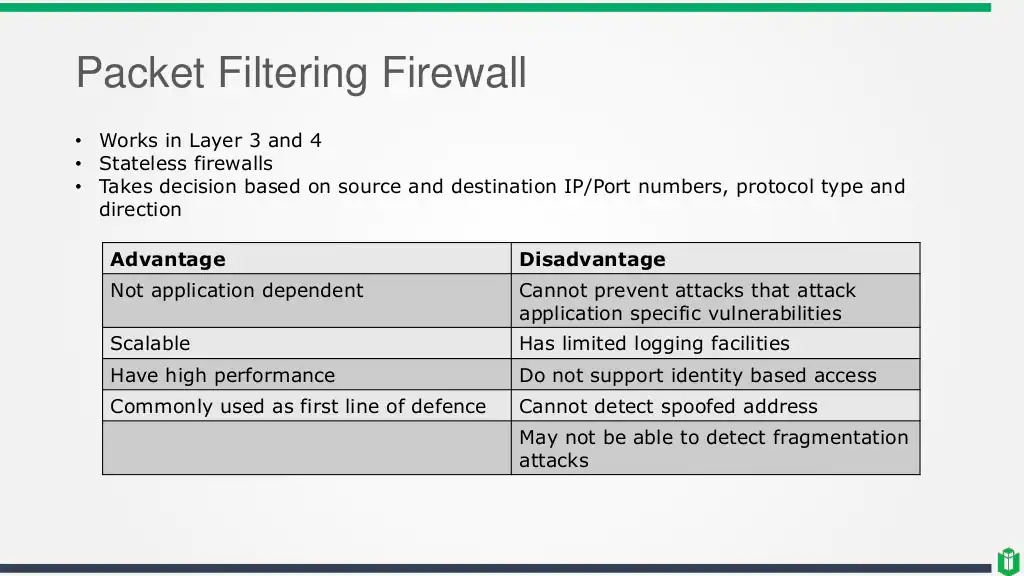 Packet Filtering Firewall
• Works in Layer 3 and 4
• Stateless firewalls
• Takes decision based on source and destination IP/Port numbers, protocol type and
direction
Advantage Disadvantage
Not application dependent Cannot prevent attacks that attack
application specific vulnerabilities
Scalable Has limited logging facilities
Have high performance Do not support identity based access
Commonly used as first line of defence Cannot detect spoofed address
May not be able to detect fragmentation
attacks